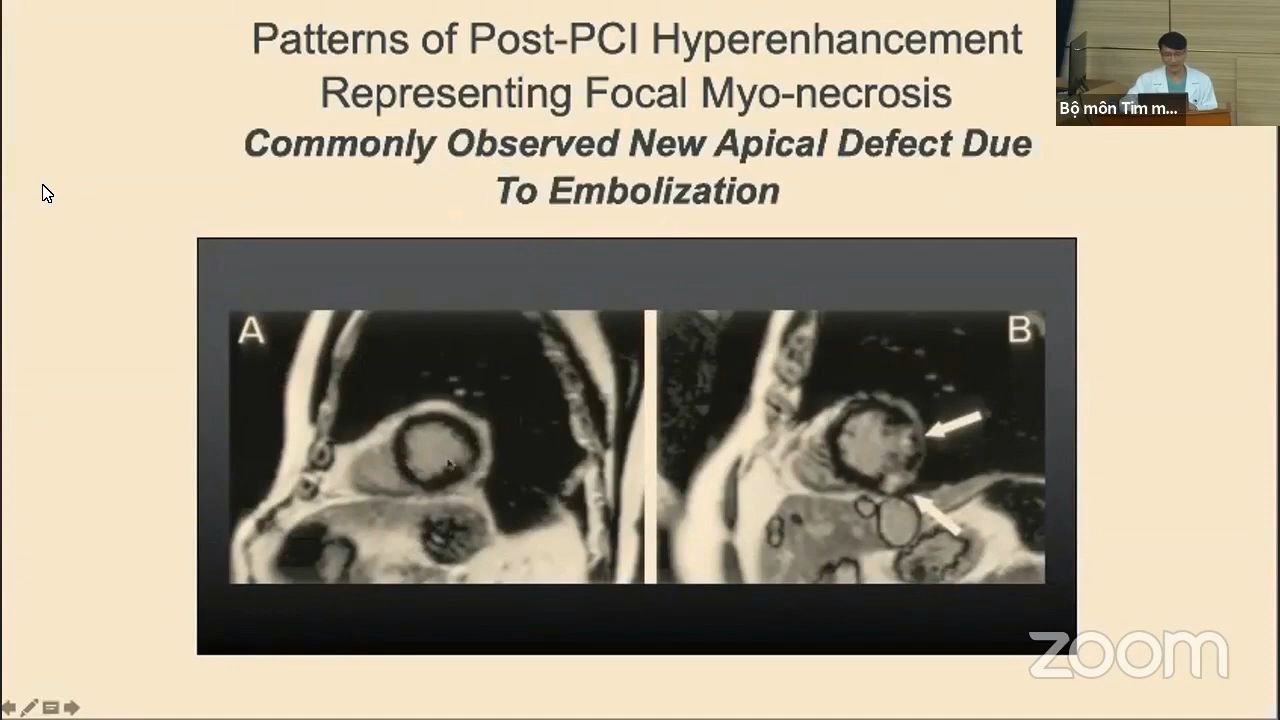 Patterns of Post-PCI Hyperenhancement
Representing Focal Myo-necrosis
Commonly Observed New Apical Defect Due
To Embolization
Bộ môn Tim m...
A
B
zoom